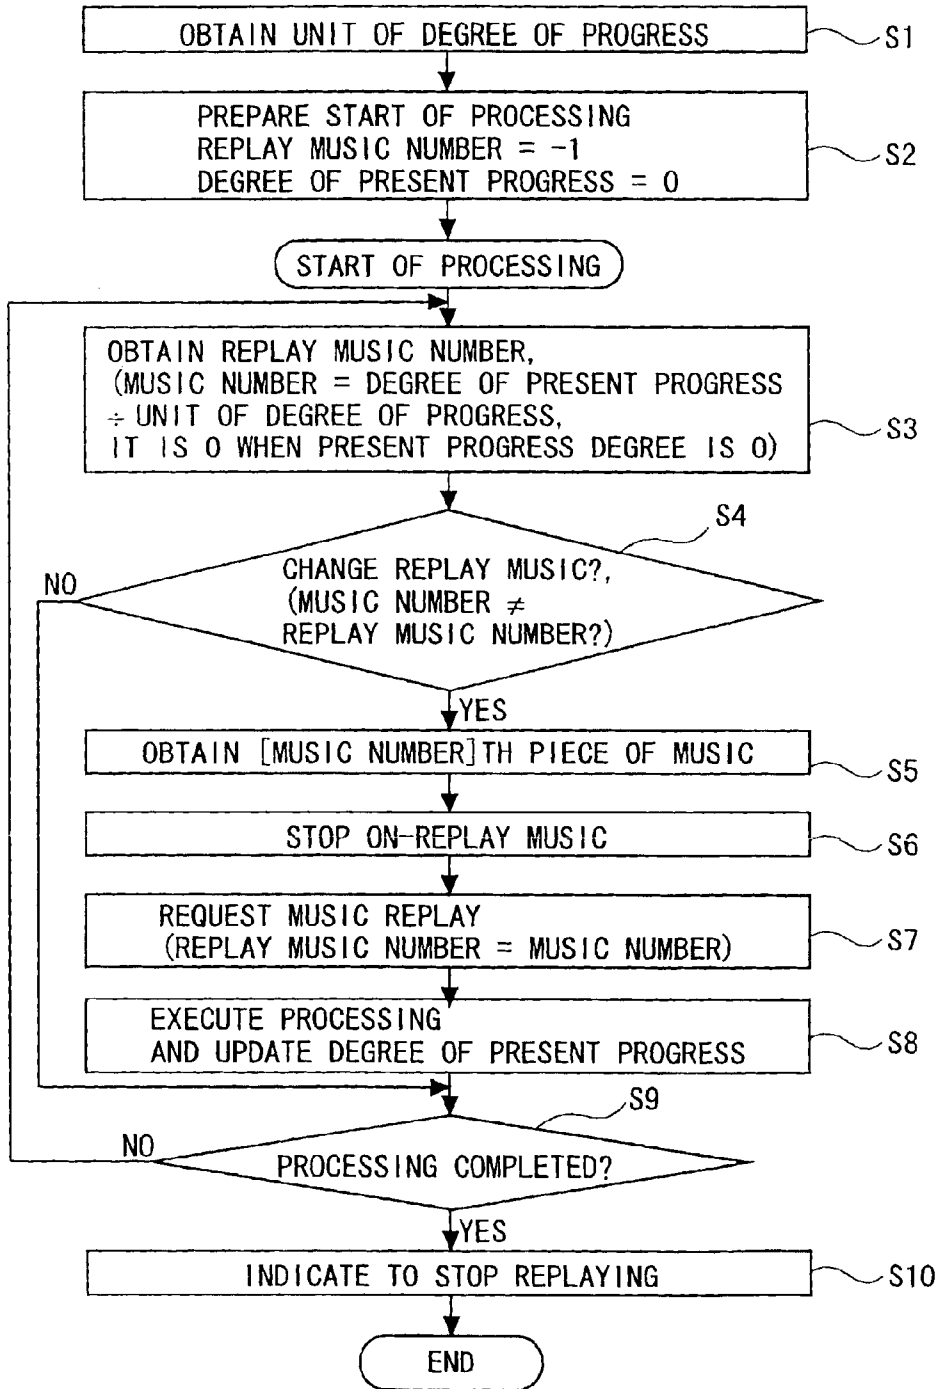 OBTAIN UNIT OF DEGREE OF PROGRESS
S1
PREPARE START OF PROCESSING
REPLAY MUSIC NUMBER = -1
DEGREE OF PRESENT PROGRESS = 0
S2
START OF PROCESSING
OBTAIN REPLAY MUSIC NUMBER,
(MUSIC NUMBER = DEGREE OF PRESENT PROGRESS
÷ UNIT OF DEGREE OF PROGRESS,
IT IS 0 WHEN PRESENT PROGRESS DEGREE IS 0)
S3
S4
CHANGE REPLAY MUSIC?,
(MUSIC NUMBER ≠
REPLAY MUSIC NUMBER?)
NO
YES
OBTAIN [MUSIC NUMBER]TH PIECE OF MUSIC
S5
STOP ON-REPLAY MUSIC
S6
REQUEST MUSIC REPLAY
(REPLAY MUSIC NUMBER = MUSIC NUMBER)
S7
EXECUTE PROCESSING
AND UPDATE DEGREE OF PRESENT PROGRESS
S8
S9
NO
PROCESSING COMPLETED?
YES
INDICATE TO STOP REPLAYING
S10
END